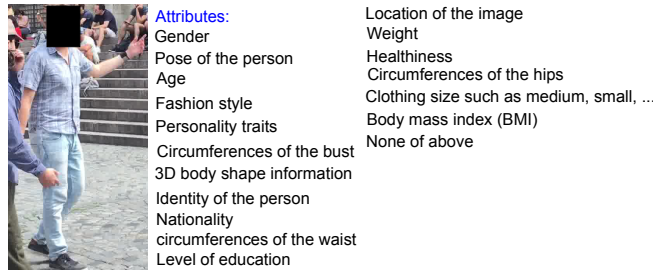 Attributes:
Gender
Pose of the person
Age
Fashion style
Personality traits
Circumferences of the bust
3D body shape information
Identity of the person
Nationality
circumferences of the waist
Level of education
Location of the image
Weight
Healthiness
Circumferences of the hips
Clothing size such as medium, small, ...
Body mass index (BMI)
None of above